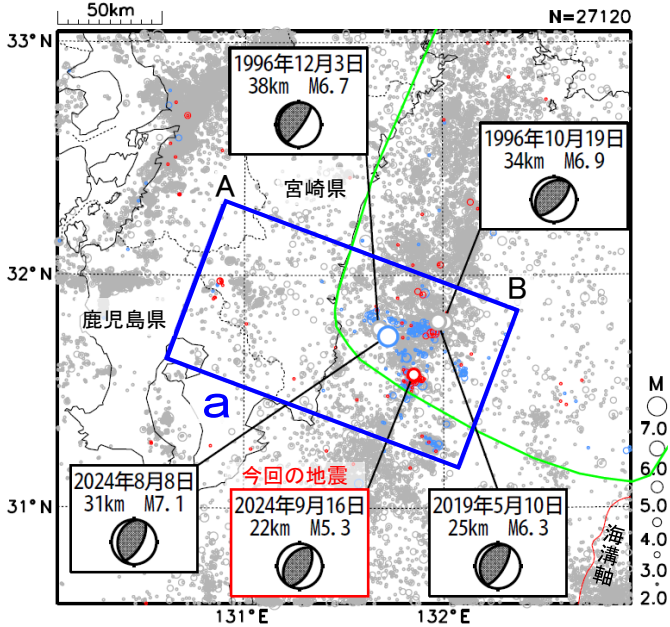 50km
N=27120
33°N
1996年12月3日
38km M6.7
1996年10月19日
34km M6.9
A
宮崎県
32°N
B
鹿児島県
a
M
7.0
6.0
5.0
4.0
3.0
2.0
今回の地震
2024年8月8日
31km M7.1
2024年9月16日
22km M5.3
2019年5月10日
25km M6.3
31°N
海溝軸
131°E
132°E